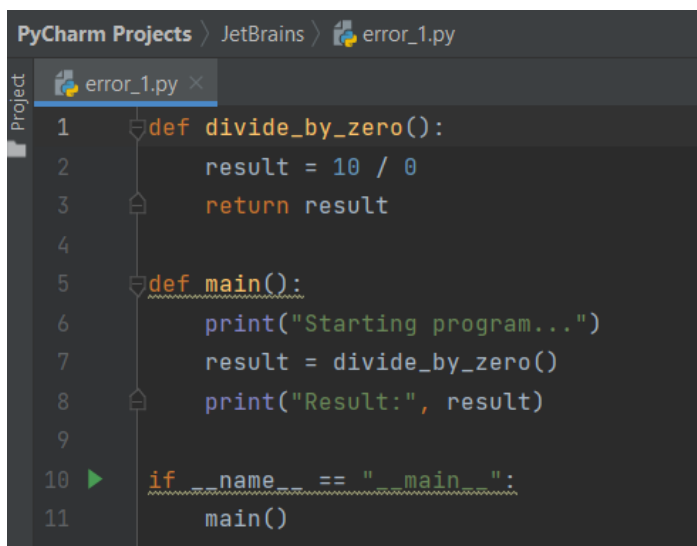 PyCharm Projects 〉 JetBrains 〉 error_1.py
Project
error_1.py ×
1 def divide_by_zero():
2     result = 10 / 0
3     return result
4
5 def main():
6     print("Starting program...")
7     result = divide_by_zero()
8     print("Result:", result)
9
10 if __name__ == "__main__":
11     main()